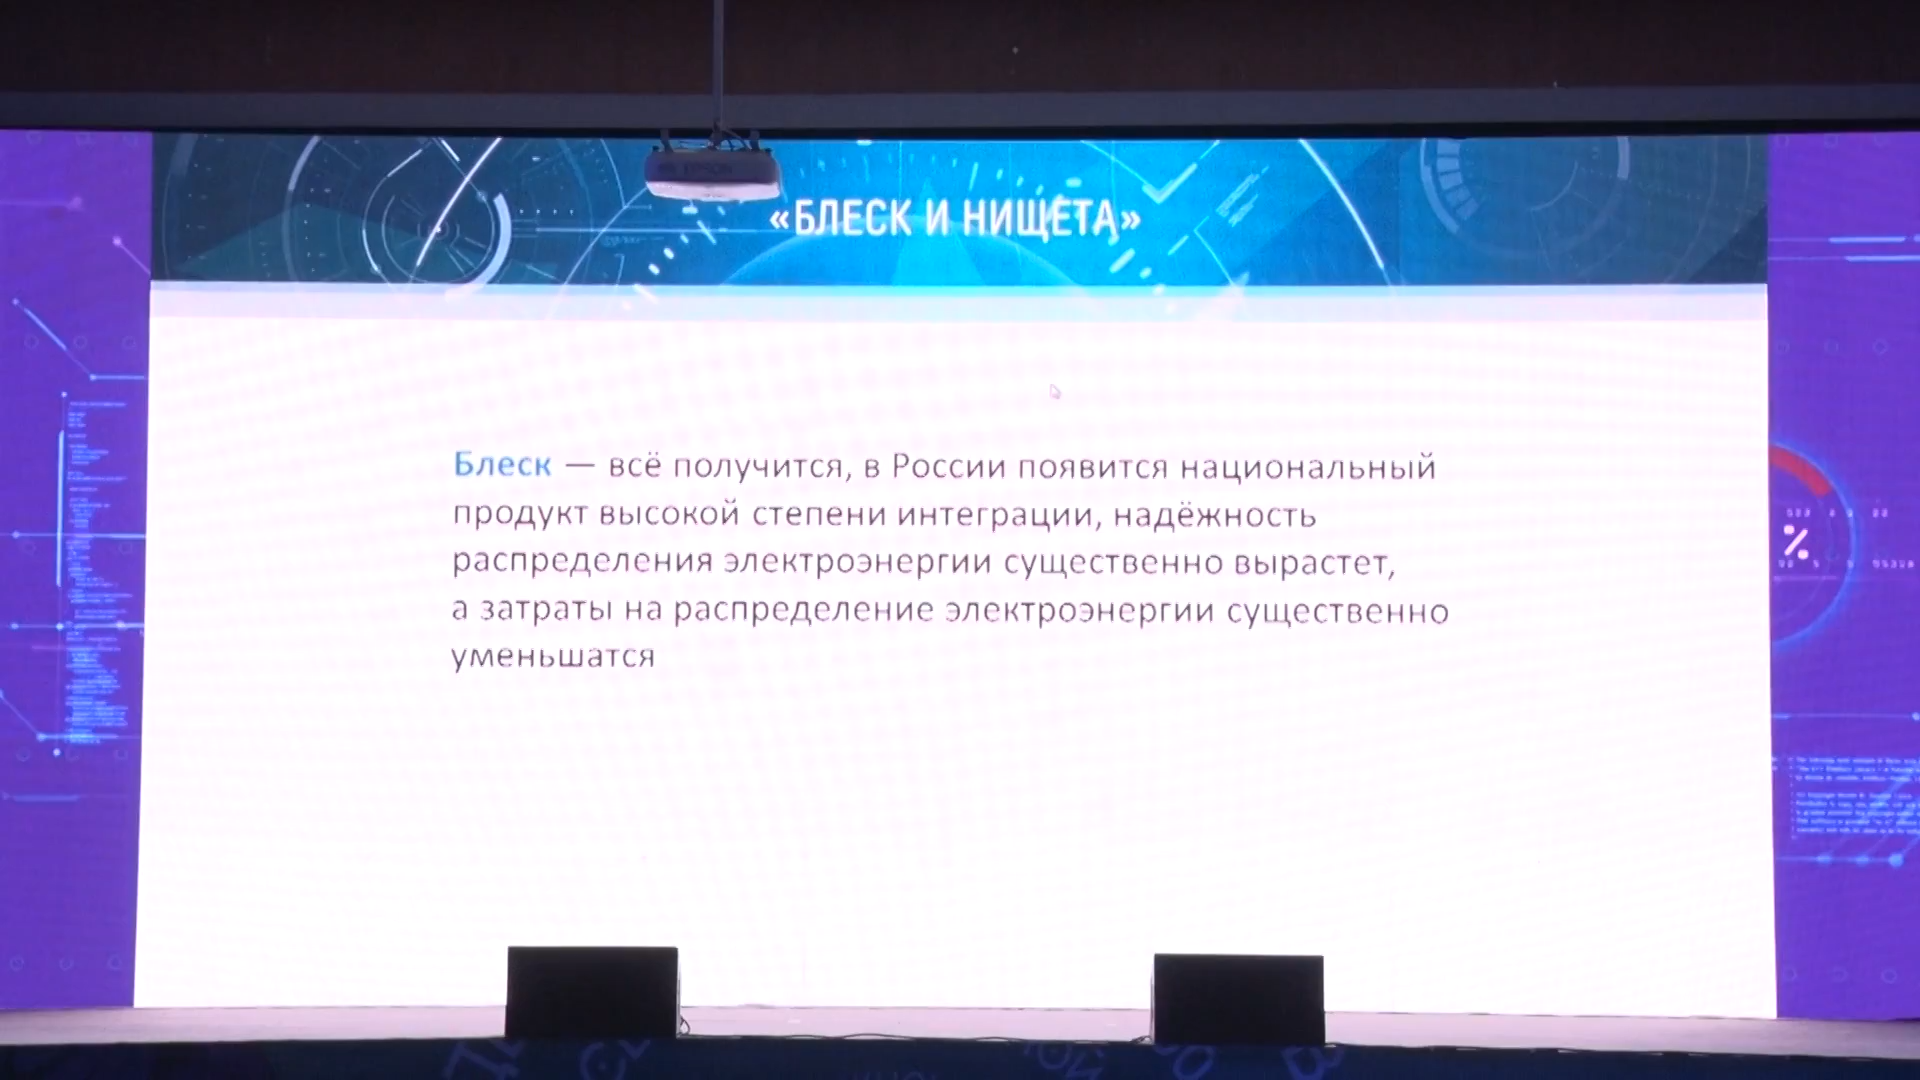 «БЛЕСК И НИЩЕТА»
Блеск — всё получится, в России появится национальный
продукт высокой степени интеграции, надёжность
распределения электроэнергии существенно вырастет,
а затраты на распределение электроэнергии существенно
уменьшатся
%
EPSON